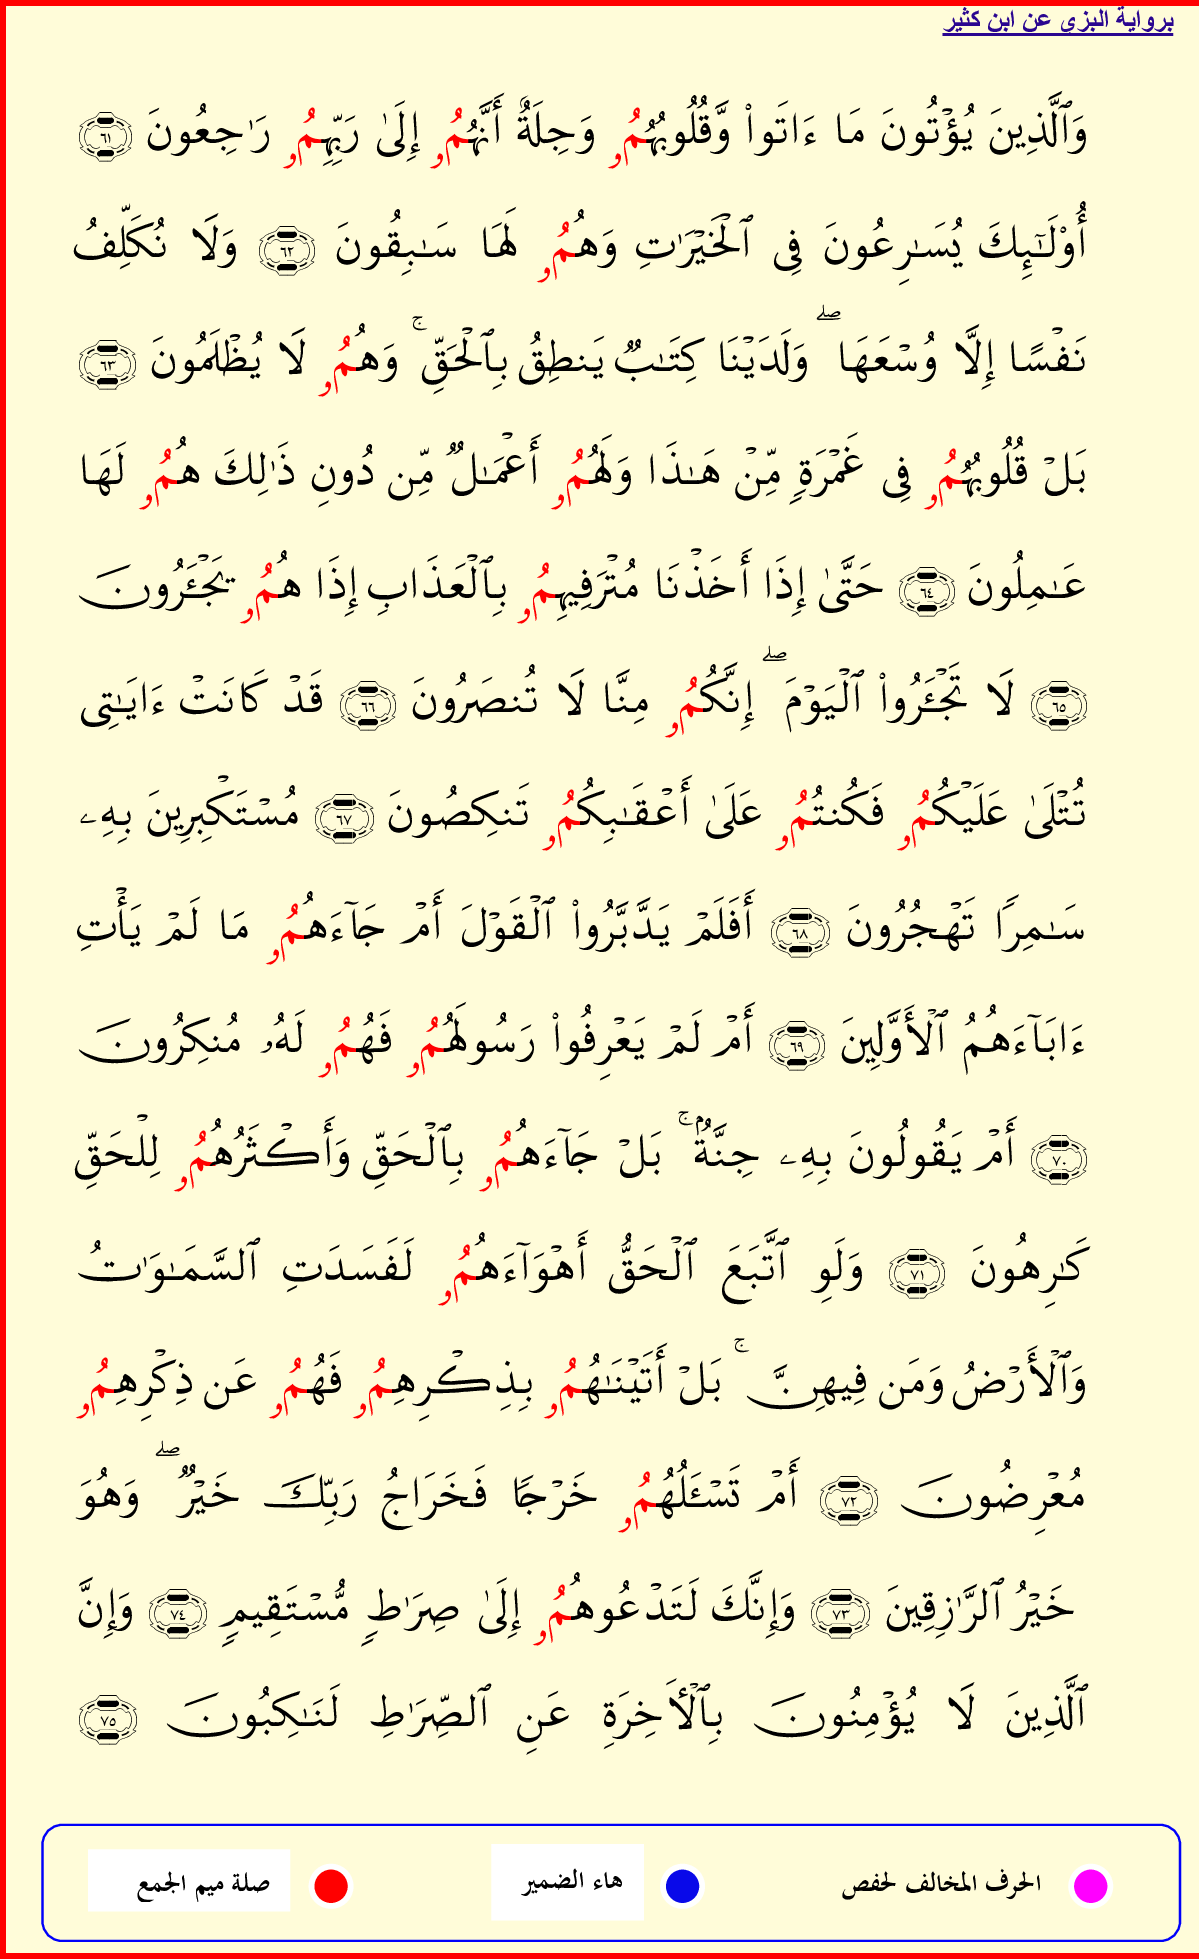 برواية البزي عن ابن كثير
وَٱلَّذِينَ يُؤۡتُونَ مَا ءَاتَواْ وَّقُلُوبُهُمُۥ وَجِلَةٌ أَنَّهُمُۥ إِلَىٰ رَبِّهِمُۥ رَٰجِعُونَ ٦١
أُوْلَـٰٓئِكَ يُسَـٰرِعُونَ فِى ٱلۡخَيۡرَٰتِ وَهُمُۥ لَهَا سَـٰبِقُونَ ٦٢ وَلَا نُكَلِّفُ
نَفۡسًا إِلَّا وُسۡعَهَاۖ وَلَدَيۡنَا كِتَـٰبٌ يَنطِقُ بِٱلۡحَقِّۚ وَهُمُۥ لَا يُظۡلَمُونَ ٦٣
بَلۡ قُلُوبُهُمُۥ فِى غَمۡرَةٍ مِّنۡ هَـٰذَا وَلَهُمُۥ أَعۡمَـٰلٌ مِّن دُونِ ذَٰلِكَ هُمُۥ لَهَا
عَـٰمِلُونَ ٦٤ حَتَّىٰ إِذَا أَخَذۡنَا مُتۡرَفِيهِمُۥ بِٱلۡعَذَابِ إِذَا هُمُۥ يَجۡـَٔرُونَ
٦٥ لَا تَجۡـَٔرُواْ ٱلۡيَوۡمَۖ إِنَّكُمُۥ مِنَّا لَا تُنصَرُونَ ٦٦ قَدۡ كَانَتۡ ءَايَـٰتِى
تُتۡلَىٰ عَلَيۡكُمُۥ فَكُنتُمُۥ عَلَىٰ أَعۡقَـٰبِكُمُۥ تَنكِصُونَ ٦٧ مُسۡتَكۡبِرِينَ بِهِۦ
سَـٰمِرًا تَهۡجُرُونَ ٦٨ أَفَلَمۡ يَدَّبَّرُواْ ٱلۡقَوۡلَ أَمۡ جَآءَهُمُۥ مَا لَمۡ يَأۡتِ
ءَابَآءَهُمُ ٱلۡأَوَّلِينَ ٦٩ أَمۡ لَمۡ يَعۡرِفُواْ رَسُولَهُمُۥ فَهُمُۥ لَهُۥ مُنكِرُونَ
٧٠ أَمۡ يَقُولُونَ بِهِۦ جِنَّةُۢۚ بَلۡ جَآءَهُمُۥ بِٱلۡحَقِّ وَأَكۡثَرُهُمُۥ لِلۡحَقِّ
كَـٰرِهُونَ ٧١ وَلَوِ ٱتَّبَعَ ٱلۡحَقُّ أَهۡوَآءَهُمُۥ لَفَسَدَتِ ٱلسَّمَـٰوَٰتُ
وَٱلۡأَرۡضُ وَمَن فِيهِنَّۚ بَلۡ أَتَيۡنَـٰهُمُۥ بِذِكۡرِهِمُۥ فَهُمُۥ عَن ذِكۡرِهِمُۥ
مُعۡرِضُونَ ٧٢ أَمۡ تَسۡـَٔلُهُمُۥ خَرۡجًا فَخَرَاجُ رَبِّكَ خَيۡرٌۖ وَهُوَ
خَيۡرُ ٱلرَّٰزِقِينَ ٧٣ وَإِنَّكَ لَتَدۡعُوهُمُۥ إِلَىٰ صِرَٰطٍ مُّسۡتَقِيمٍ ٧٤ وَإِنَّ
ٱلَّذِينَ لَا يُؤۡمِنُونَ بِٱلۡأَخِرَةِ عَنِ ٱلصِّرَٰطِ لَنَـٰكِبُونَ ٧٥
الحرف المخالف لحفص هاء الضمير صلة ميم الجمع